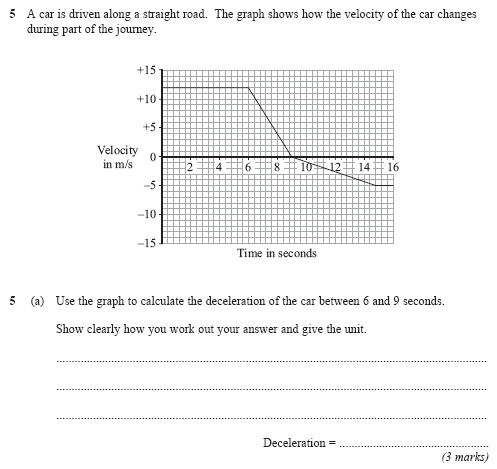 5 A car is driven along a straight road. The graph shows how the velocity of the car changes
during part of the journey.
+15
+10
+5
Velocity
in m/s
0
2 4 6 8 10 12 14 16
–5
–10
–15
Time in seconds
5 (a) Use the graph to calculate the deceleration of the car between 6 and 9 seconds.
Show clearly how you work out your answer and give the unit.
Deceleration = ..................................................
(3 marks)